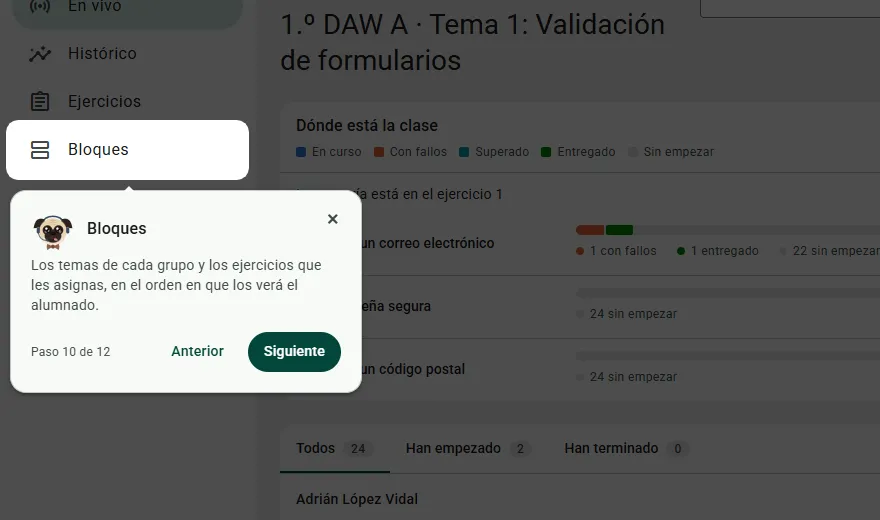 En vivo
Histórico
Ejercicios
Bloques
Bloques
Los temas de cada grupo y los ejercicios que
les asignas, en el orden en que los verá el
alumnado.
Paso 10 de 12
Anterior
Siguiente
1.º DAW A · Tema 1: Validación
de formularios
Dónde está la clase
En curso
Con fallos
Superado
Entregado
Sin empezar
está en el ejercicio 1
un correo electrónico
1 con fallos
1 entregado
22 sin empezar
segura
24 sin empezar
un código postal
24 sin empezar
Todos 24
Han empezado 2
Han terminado 0
Adrián López Vidal